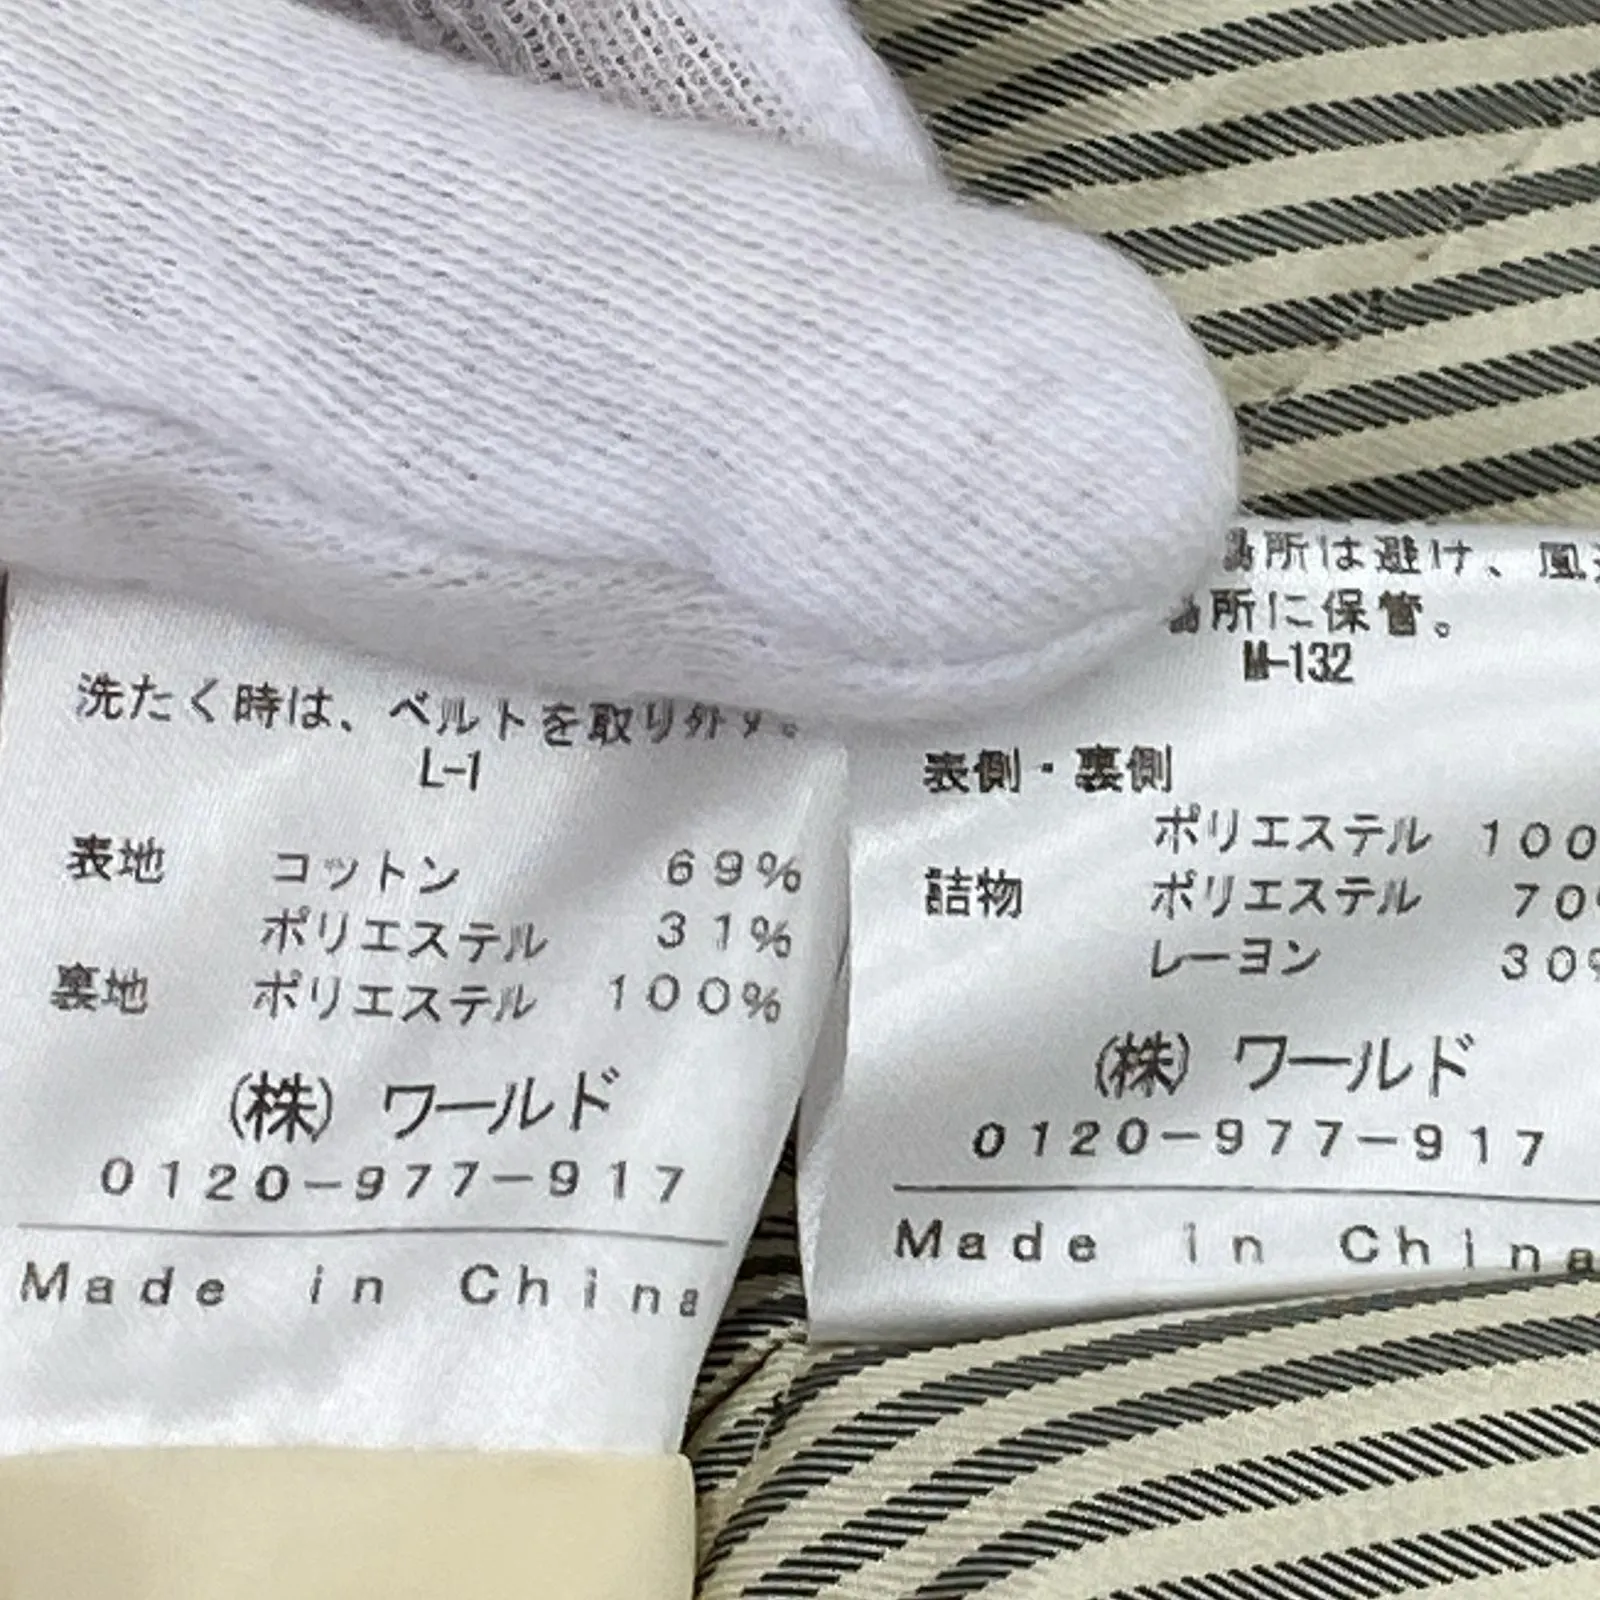 洗たく時は、ベルトを取り外す。
L-1
表地 コットン 69%
ポリエステル 31%
裏地 ポリエステル 100%
(株) ワールド
0120-977-917
Made in China
所は避け、風
所に保管。
M-132
表側・裏側
ポリエステル 100
詰物 ポリエステル 70%
レーヨン 30%
(株) ワールド
0120-977-917
Made in China